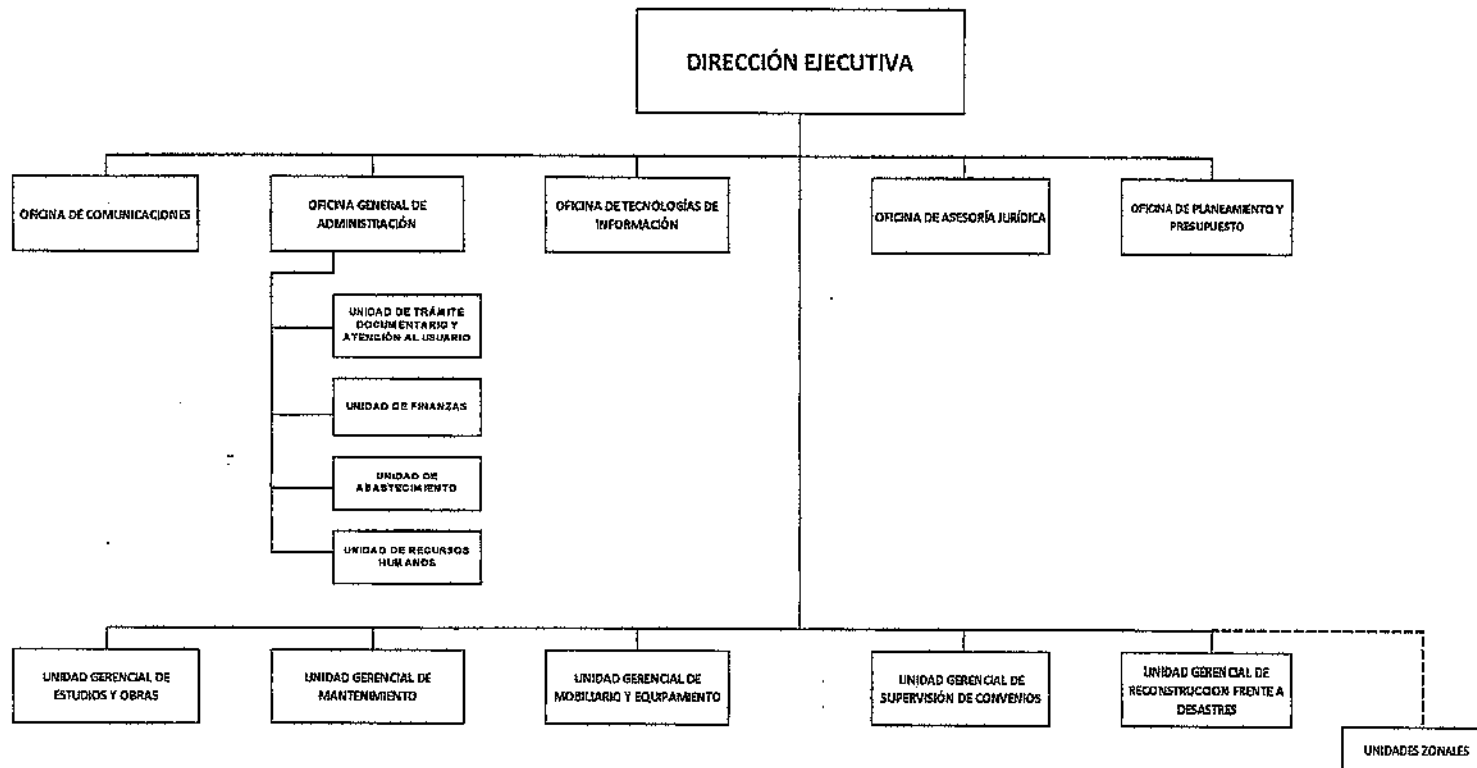 DIRECCIÓN EJECUTIVA
OFICINA DE COMUNICACIONES
OFICINA GENERAL DE
ADMINISTRACIÓN
OFICINA DE TECNOLOGÍAS DE
INFORMACIÓN
OFICINA DE ASESORÍA JURÍDICA
OFICINA DE PLANEAMIENTO Y
PRESUPUESTO
UNIDAD DE TRÁMITE
DOCUMENTARIO Y
ATENCIÓN AL USUARIO
UNIDAD DE FINANZAS
UNIDAD DE
ABASTECIMIENTO
UNIDAD DE RECURSOS
HUMANOS
UNIDAD GERENCIAL DE
ESTUDIOS Y OBRAS
UNIDAD GERENCIAL DE
MANTENIMIENTO
UNIDAD GERENCIAL DE
MOBILIARIO Y EQUIPAMIENTO
UNIDAD GERENCIAL DE
SUPERVISIÓN DE CONVENIOS
UNIDAD GERENCIAL DE
RECONSTRUCCION FRENTE A
DESASTRES
UNIDADES ZONALES